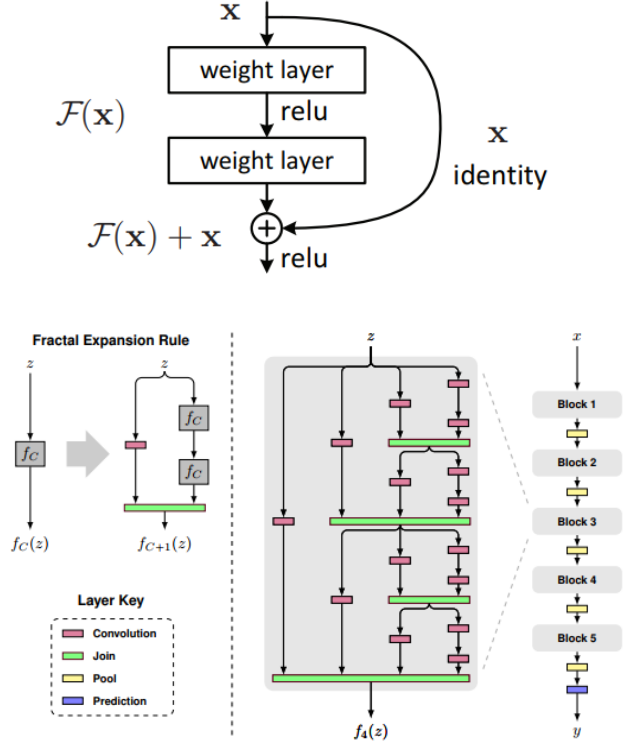 x
weight layer
F(x)
relu
x
weight layer
identity
F(x) + x
relu
Fractal Expansion Rule
z
z
f_C
f_C
f_C
f_C(z)
f_{C+1}(z)
Layer Key
Convolution
Join
Pool
Prediction
z
f_4(z)
x
Block 1
Block 2
Block 3
Block 4
Block 5
y